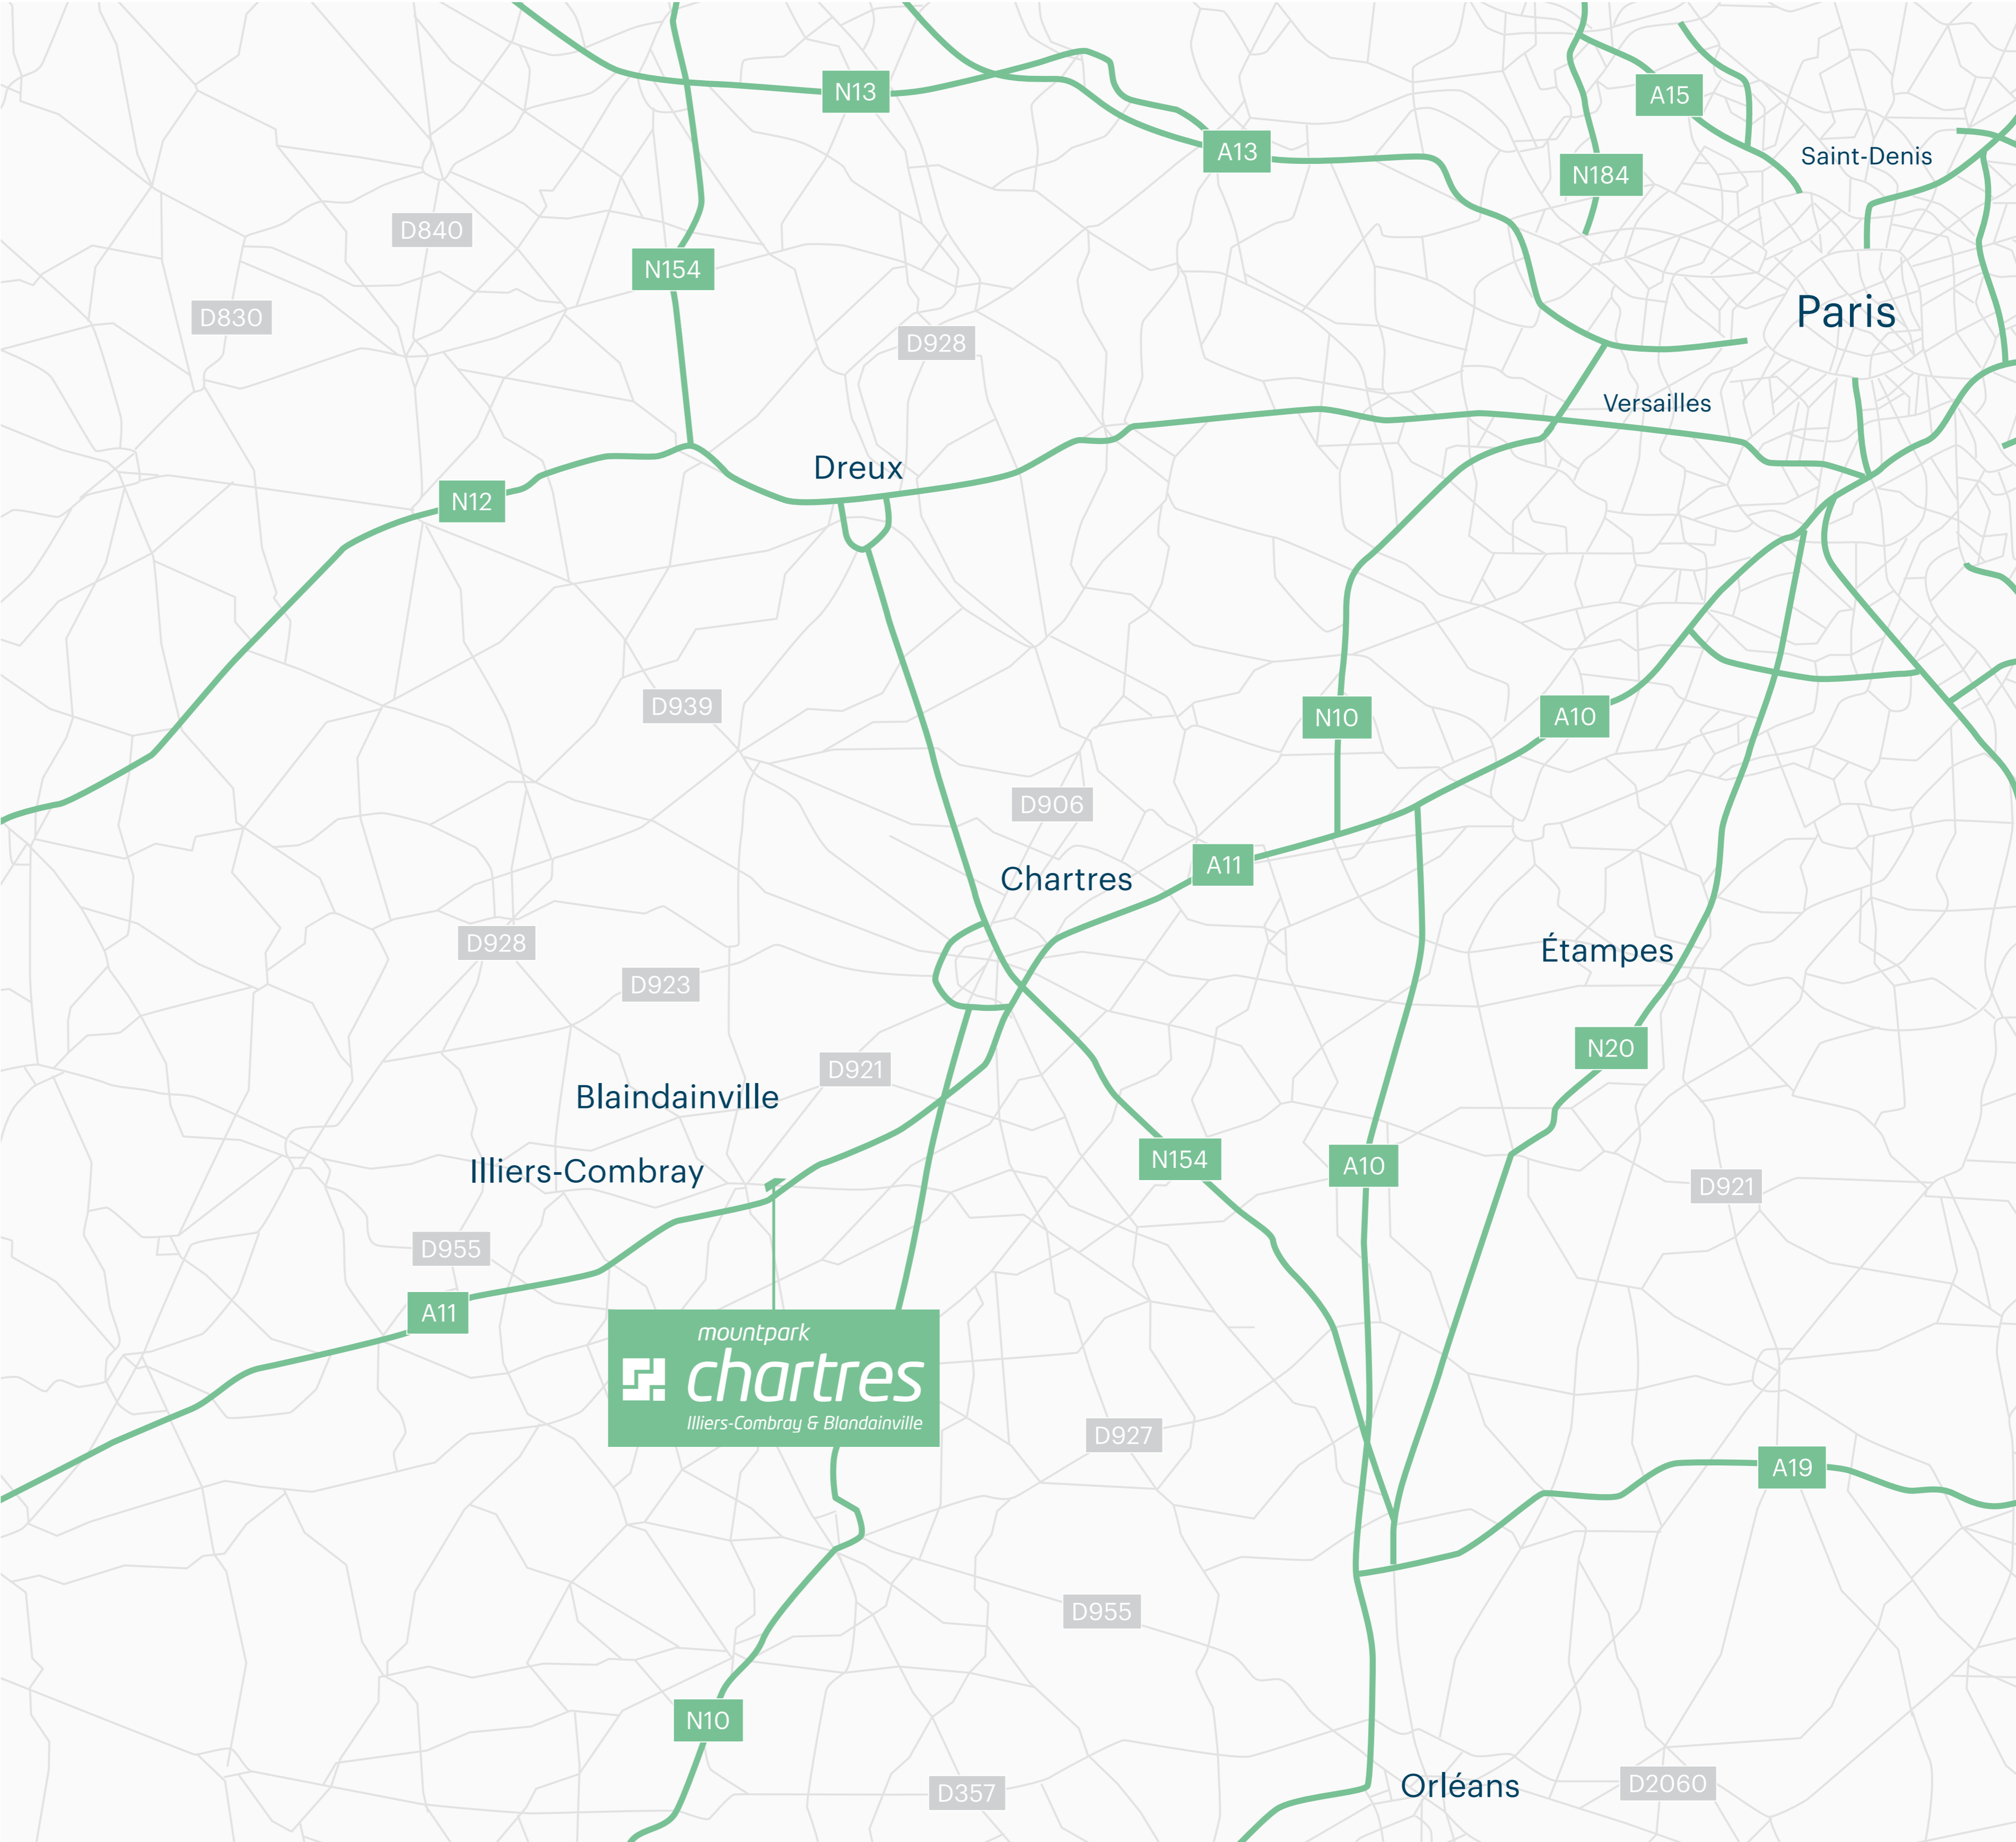 N13
A15
A13
Saint-Denis
N184
D840
N154
Paris
D830
D928
Versailles
Dreux
N12
D939
N10
A10
D906
A11
Chartres
D928
Étampes
D923
N20
D921
Blaindainville
N154
A10
Illiers-Combray
D921
D955
A11
mountpark
chartres
Illiers-Combray & Blandainville
D927
A19
D955
N10
D357
Orléans
D2060